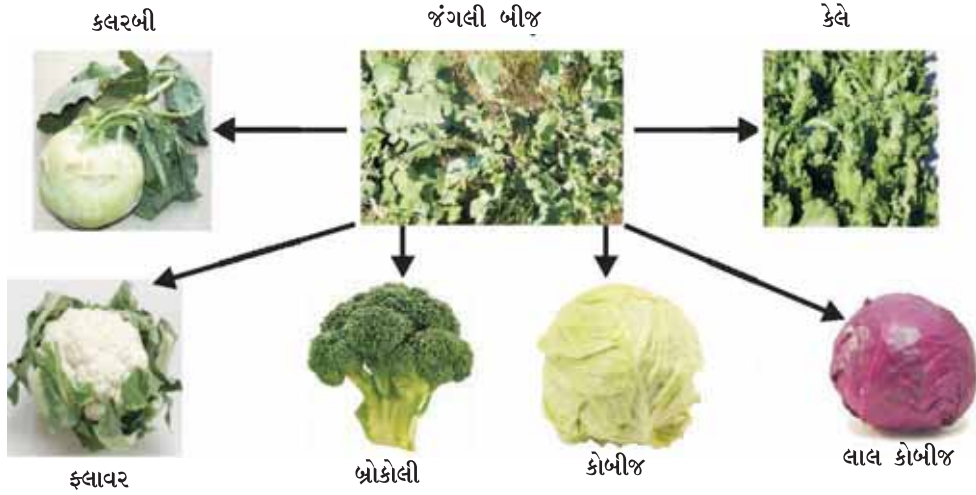 કલરબી
જંગલી બીજ
કેલે
ફ્લાવર
બ્રોકોલી
કોબીજ
લાલ કોબીજ